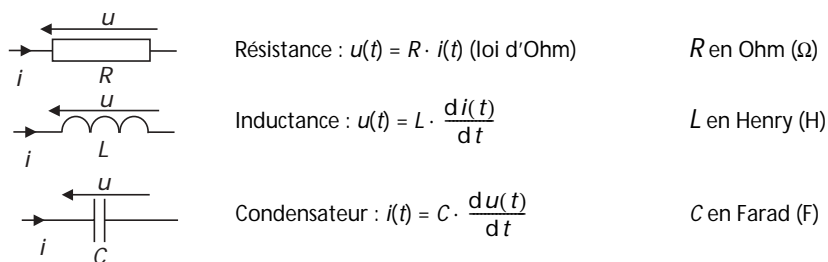 u
i
R
Résistance : u(t) = R · i(t) (loi d'Ohm)
R en Ohm (Ω)
u
i
L
Inductance : u(t) = L · di(t)/dt
L en Henry (H)
u
i
C
Condensateur : i(t) = C · du(t)/dt
C en Farad (F)